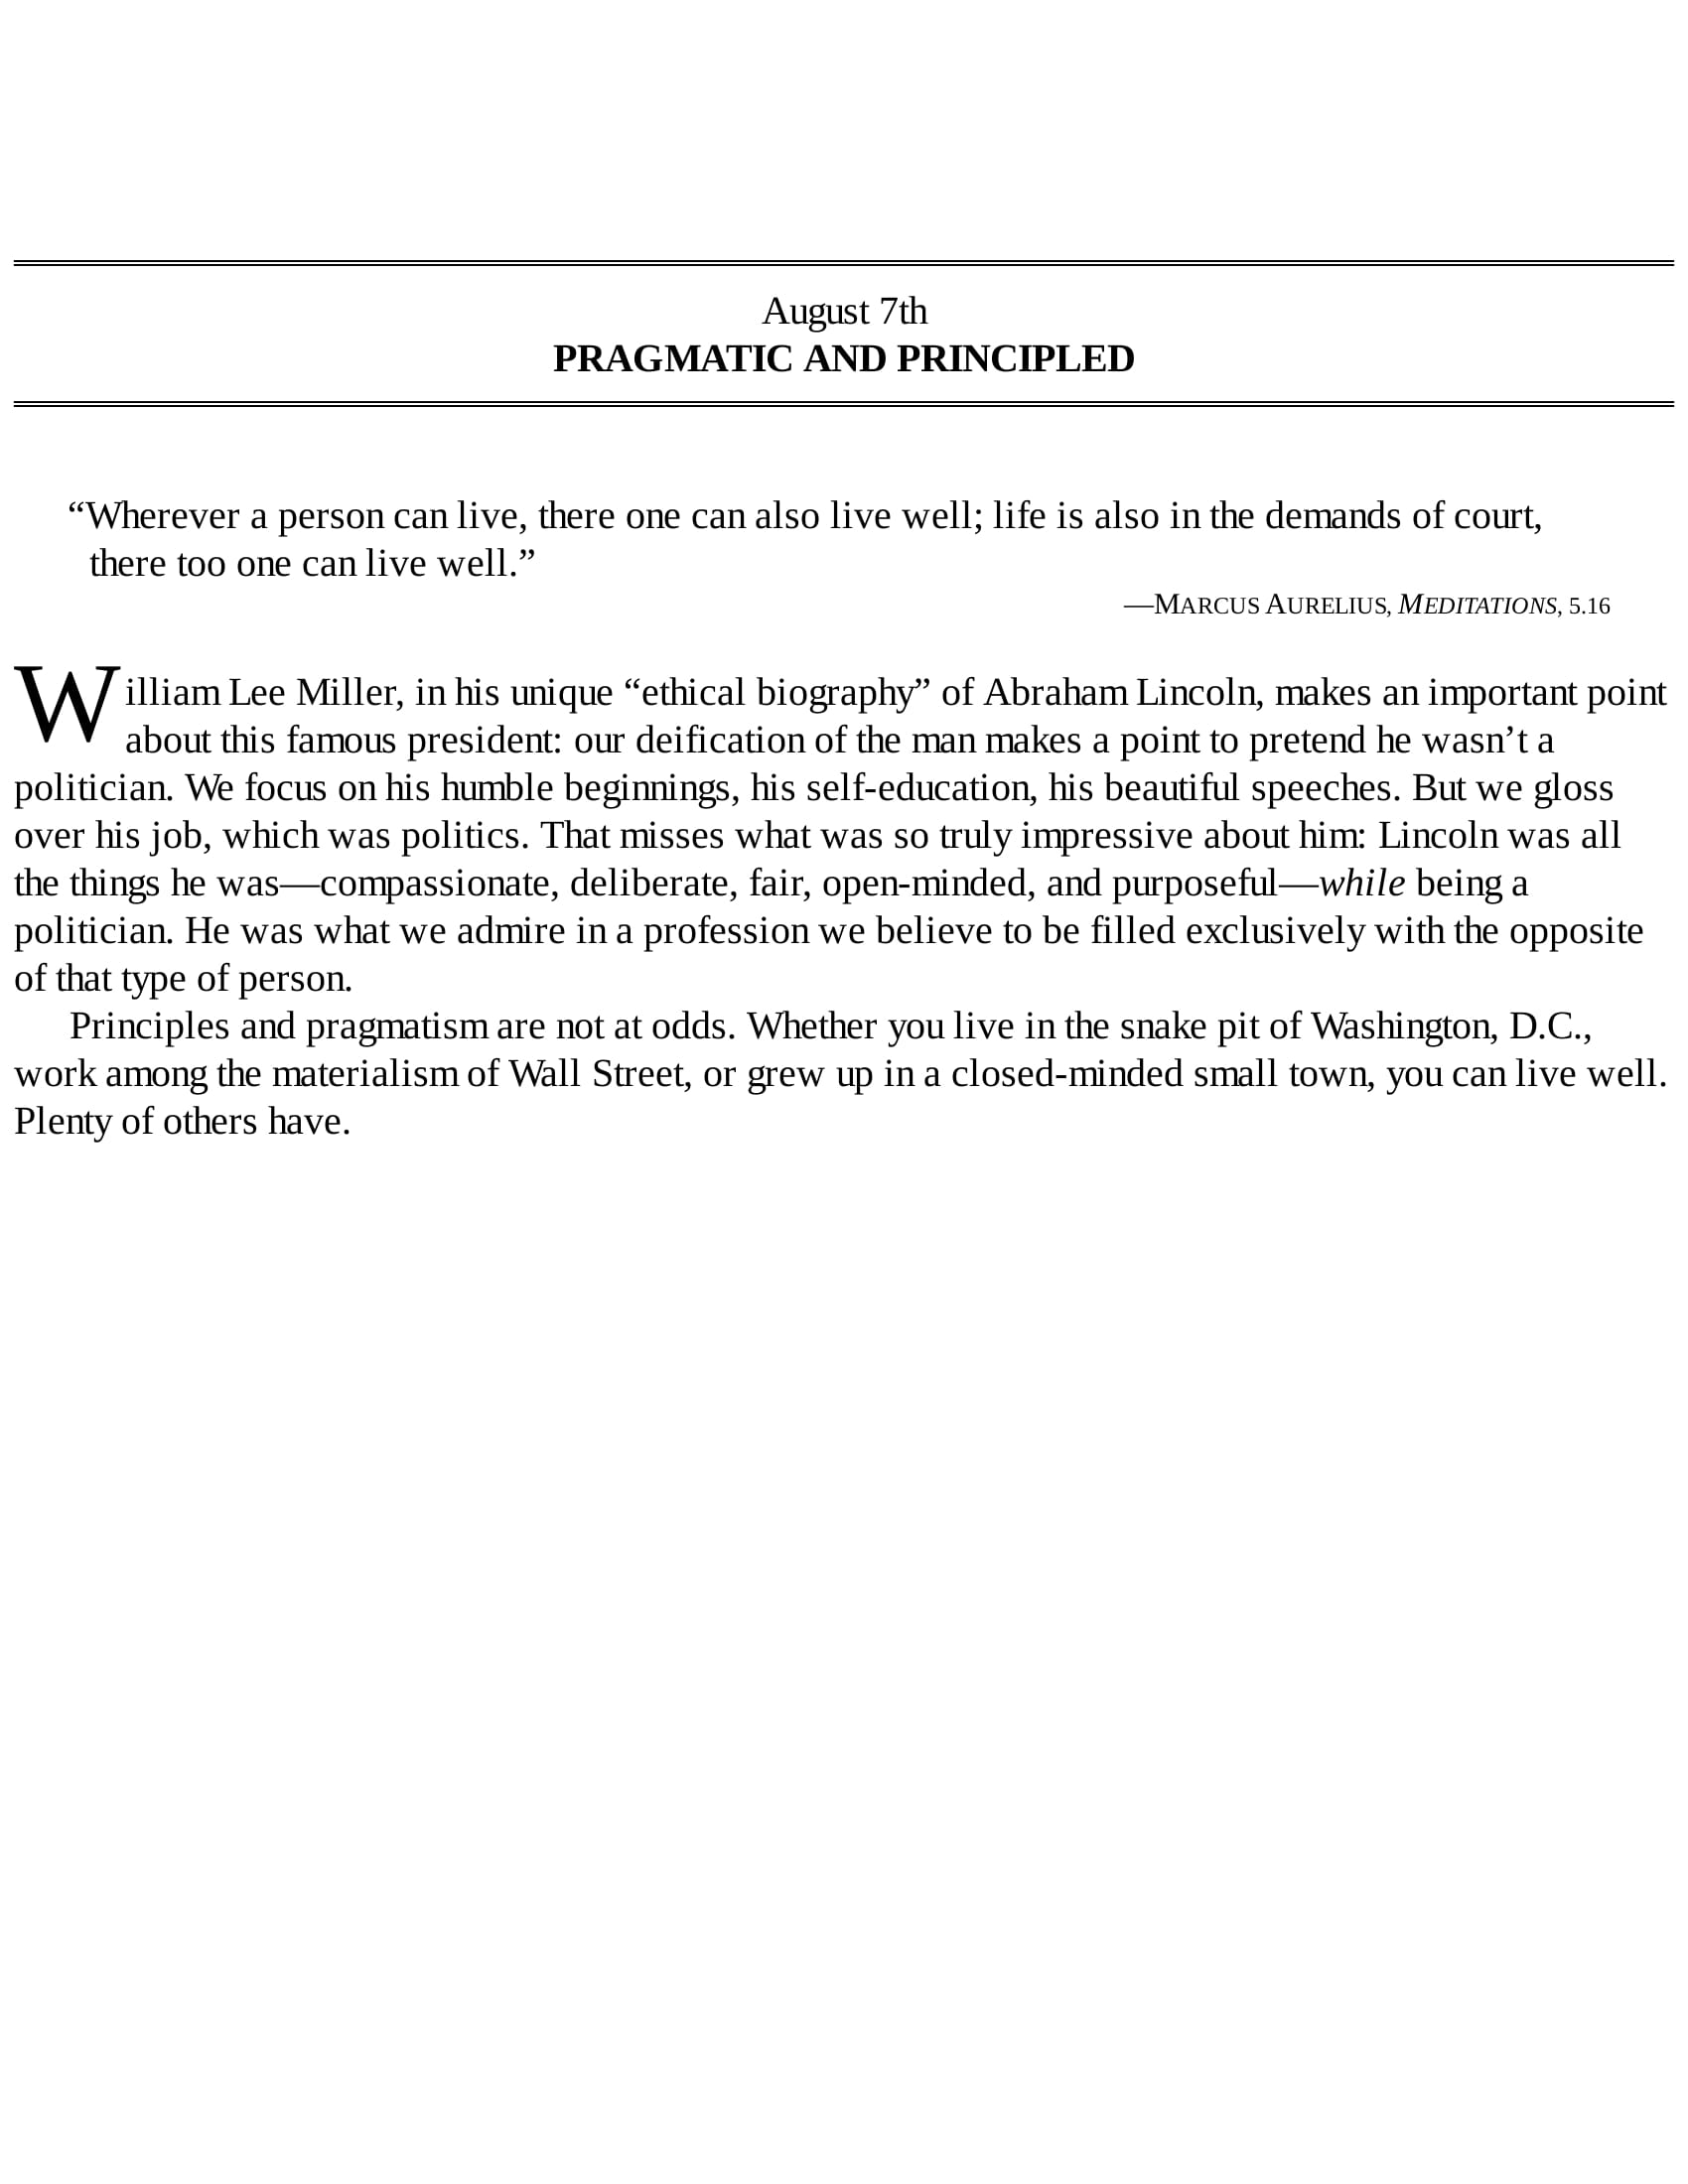 August 7th
PRAGMATIC AND PRINCIPLED
“Wherever a person can live, there one can also live well; life is also in the demands of court,
there too one can live well.”
—MARCUS AURELIUS, MEDITATIONS, 5.16
William Lee Miller, in his unique “ethical biography” of Abraham Lincoln, makes an important point
about this famous president: our deification of the man makes a point to pretend he wasn’t a
politician. We focus on his humble beginnings, his self-education, his beautiful speeches. But we gloss
over his job, which was politics. That misses what was so truly impressive about him: Lincoln was all
the things he was—compassionate, deliberate, fair, open-minded, and purposeful—while being a
politician. He was what we admire in a profession we believe to be filled exclusively with the opposite
of that type of person.
Principles and pragmatism are not at odds. Whether you live in the snake pit of Washington, D.C.,
work among the materialism of Wall Street, or grew up in a closed-minded small town, you can live well.
Plenty of others have.